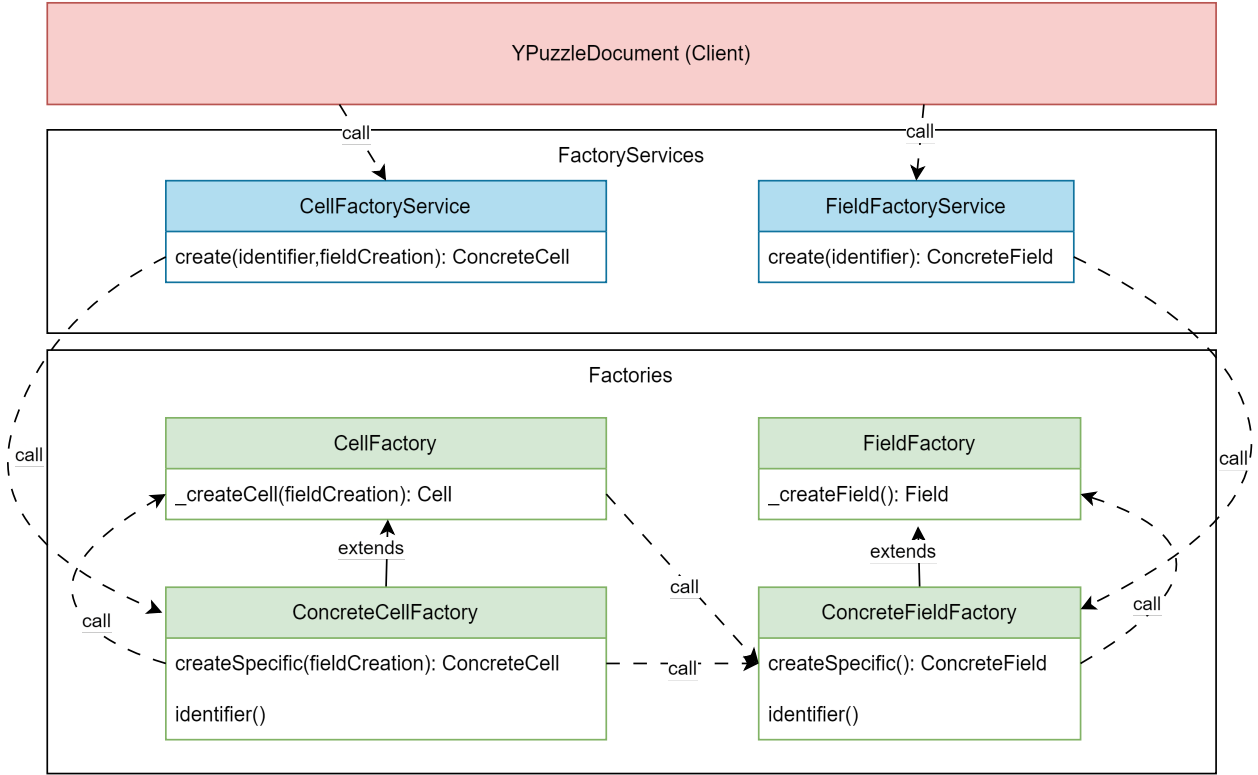 YPuzzleDocument (Client)
call
call
FactoryServices
CellFactoryService
FieldFactoryService
create(identifier,fieldCreation): ConcreteCell
create(identifier): ConcreteField
Factories
CellFactory
FieldFactory
call
call
_createCell(fieldCreation): Cell
_createField(): Field
extends
extends
call
call
call
ConcreteCellFactory
ConcreteFieldFactory
createSpecific(fieldCreation): ConcreteCell
call
createSpecific(): ConcreteField
identifier()
identifier()